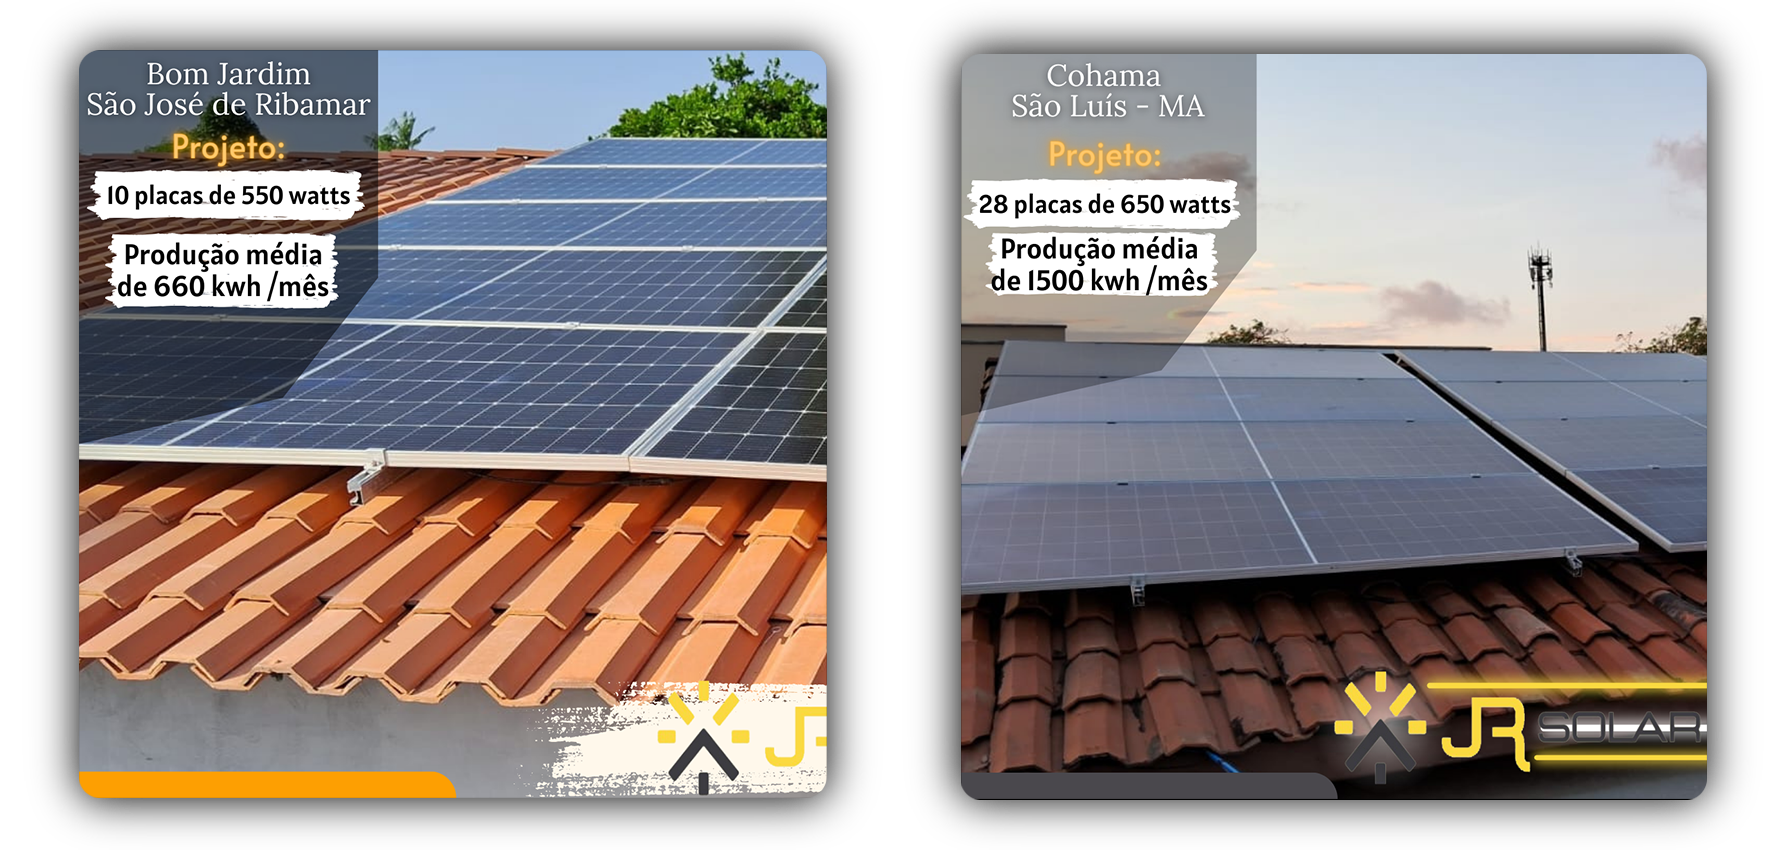 Bom Jardim
São José de Ribamar
Projeto:
10 placas de 550 watts
Produção média
de 660 kwh /mês
JR
Cohama
São Luís - MA
Projeto:
28 placas de 650 watts
Produção média
de 1500 kwh /mês
JR SOLAR